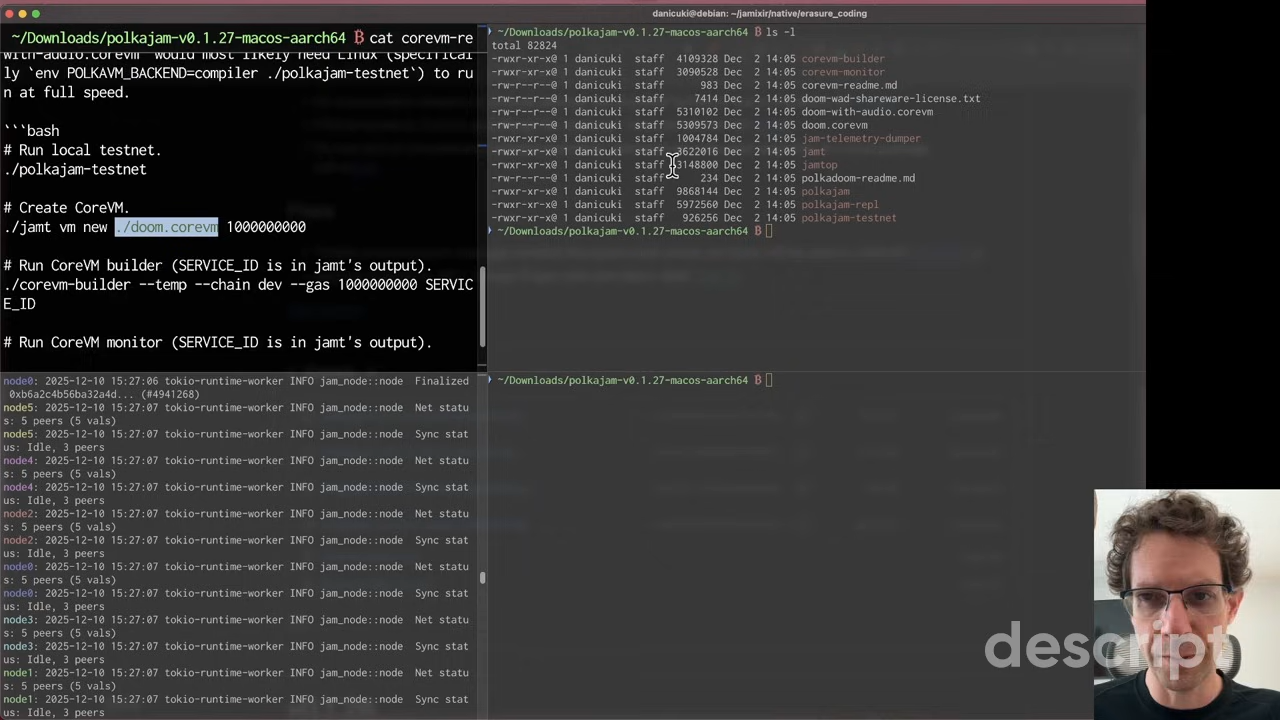 danicuki@debian: ~/jamixir/native/erasure_coding
~/Downloads/polkajam-v0.1.27-macos-aarch64 ₿ cat corevm-re
with-audio.corevm` would most likely need Linux (specifical
ly `env POLKAVM_BACKEND=compiler ./polkajam-testnet`) to ru
n at full speed.
```bash
# Run local testnet.
./polkajam-testnet
# Create CoreVM.
./jamt vm new ./doom.corevm 1000000000
# Run CoreVM builder (SERVICE_ID is in jamt's output).
./corevm-builder --temp --chain dev --gas 1000000000 SERVIC
E_ID
# Run CoreVM monitor (SERVICE_ID is in jamt's output).
~/Downloads/polkajam-v0.1.27-macos-aarch64 ₿ ls -l
total 82824
-rwxr-xr-x@ 1 danicuki  staff  4109328 Dec  2 14:05 corevm-builder
-rwxr-xr-x@ 1 danicuki  staff  3090528 Dec  2 14:05 corevm-monitor
-rw-r--r--@ 1 danicuki  staff      983 Dec  2 14:05 corevm-readme.md
-rw-r--r--@ 1 danicuki  staff     7414 Dec  2 14:05 doom-wad-shareware-license.txt
-rw-r--r--@ 1 danicuki  staff  5310102 Dec  2 14:05 doom-with-audio.corevm
-rw-r--r--@ 1 danicuki  staff  5309573 Dec  2 14:05 doom.corevm
-rwxr-xr-x@ 1 danicuki  staff  1004784 Dec  2 14:05 jam-telemetry-dumper
-rwxr-xr-x@ 1 danicuki  staff  3622016 Dec  2 14:05 jamt
-rwxr-xr-x@ 1 danicuki  staff  3148800 Dec  2 14:05 jamtop
-rw-r--r--@ 1 danicuki  staff      234 Dec  2 14:05 polkadoom-readme.md
-rwxr-xr-x@ 1 danicuki  staff  9868144 Dec  2 14:05 polkajam
-rwxr-xr-x@ 1 danicuki  staff  5972560 Dec  2 14:05 polkajam-repl
-rwxr-xr-x@ 1 danicuki  staff   926256 Dec  2 14:05 polkajam-testnet
~/Downloads/polkajam-v0.1.27-macos-aarch64 ₿
node0: 2025-12-10 15:27:06 tokio-runtime-worker INFO jam_node::node  Finalized
0xb6a2c4b56ba32a4d... (#4941268)
node5: 2025-12-10 15:27:07 tokio-runtime-worker INFO jam_node::node  Net statu
s: 5 peers (5 vals)
node5: 2025-12-10 15:27:07 tokio-runtime-worker INFO jam_node::node  Sync stat
us: Idle, 3 peers
node4: 2025-12-10 15:27:07 tokio-runtime-worker INFO jam_node::node  Net statu
s: 5 peers (5 vals)
node4: 2025-12-10 15:27:07 tokio-runtime-worker INFO jam_node::node  Sync stat
us: Idle, 3 peers
node2: 2025-12-10 15:27:07 tokio-runtime-worker INFO jam_node::node  Net statu
s: 5 peers (5 vals)
node2: 2025-12-10 15:27:07 tokio-runtime-worker INFO jam_node::node  Sync stat
us: Idle, 3 peers
node0: 2025-12-10 15:27:07 tokio-runtime-worker INFO jam_node::node  Net statu
s: 5 peers (5 vals)
node0: 2025-12-10 15:27:07 tokio-runtime-worker INFO jam_node::node  Sync stat
us: Idle, 3 peers
node3: 2025-12-10 15:27:07 tokio-runtime-worker INFO jam_node::node  Net statu
s: 5 peers (5 vals)
node3: 2025-12-10 15:27:07 tokio-runtime-worker INFO jam_node::node  Sync stat
us: Idle, 3 peers
node1: 2025-12-10 15:27:07 tokio-runtime-worker INFO jam_node::node  Net statu
s: 5 peers (5 vals)
node1: 2025-12-10 15:27:07 tokio-runtime-worker INFO jam_node::node  Sync stat
us: Idle, 3 peers
~/Downloads/polkajam-v0.1.27-macos-aarch64 ₿
descript